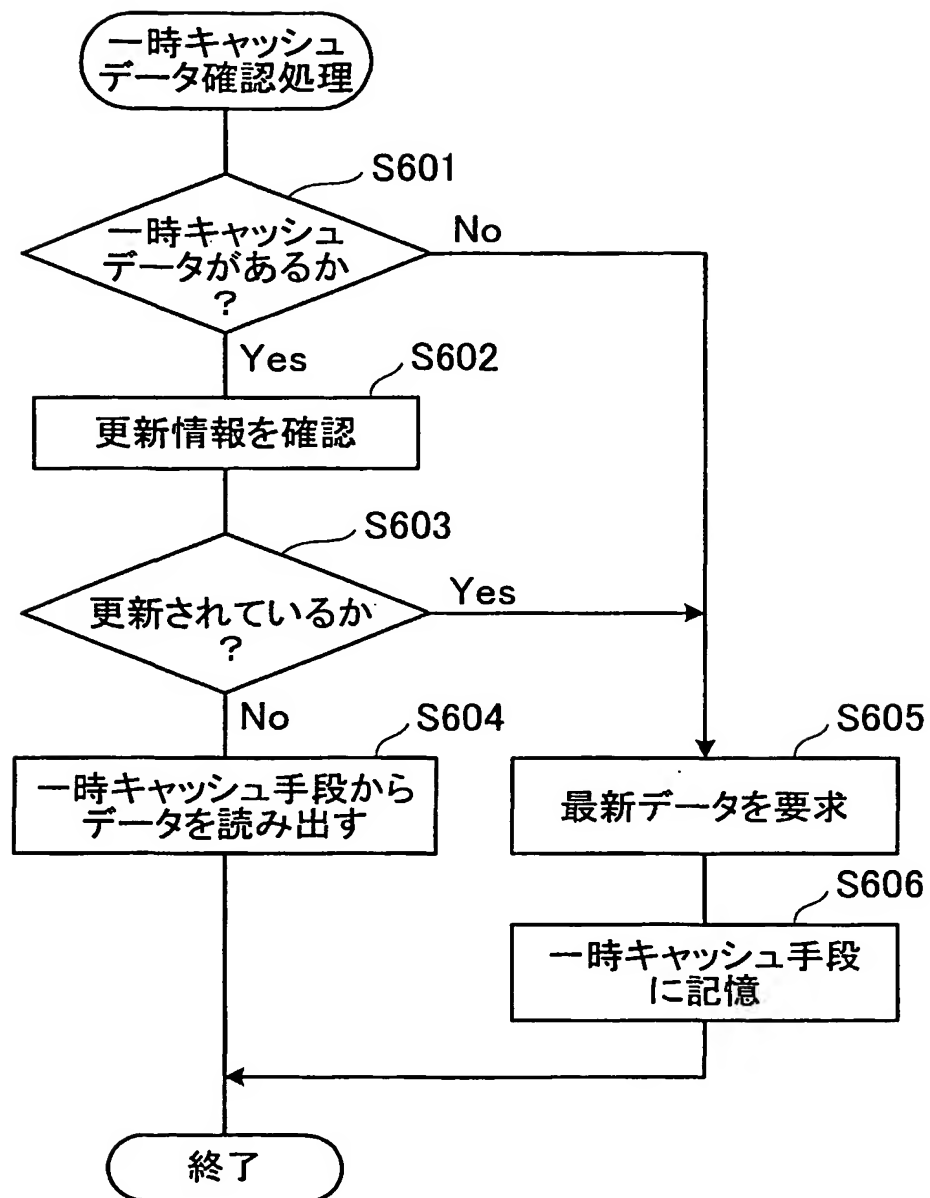 一時キャッシュ
データ確認処理
S601
一時キャッシュ
データがあるか
?
No
Yes
S602
更新情報を確認
S603
更新されているか
?
Yes
No
S604
一時キャッシュ手段から
データを読み出す
S605
最新データを要求
S606
一時キャッシュ手段
に記憶
終了